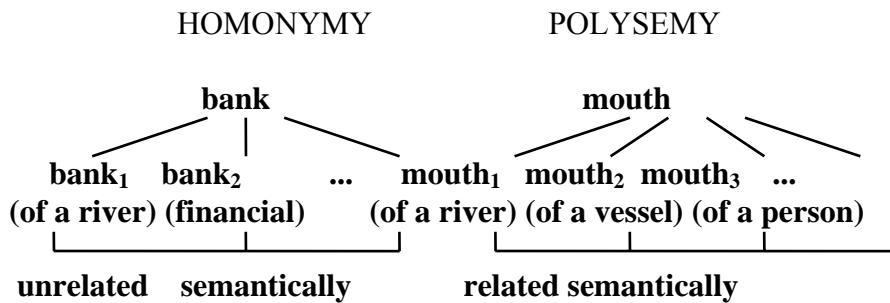 HOMONYMY POLYSEMY
bank mouth
bank₁ bank₂ ... mouth₁ mouth₂ mouth₃ ...
(of a river) (financial) (of a river) (of a vessel) (of a person)
unrelated semantically related semantically